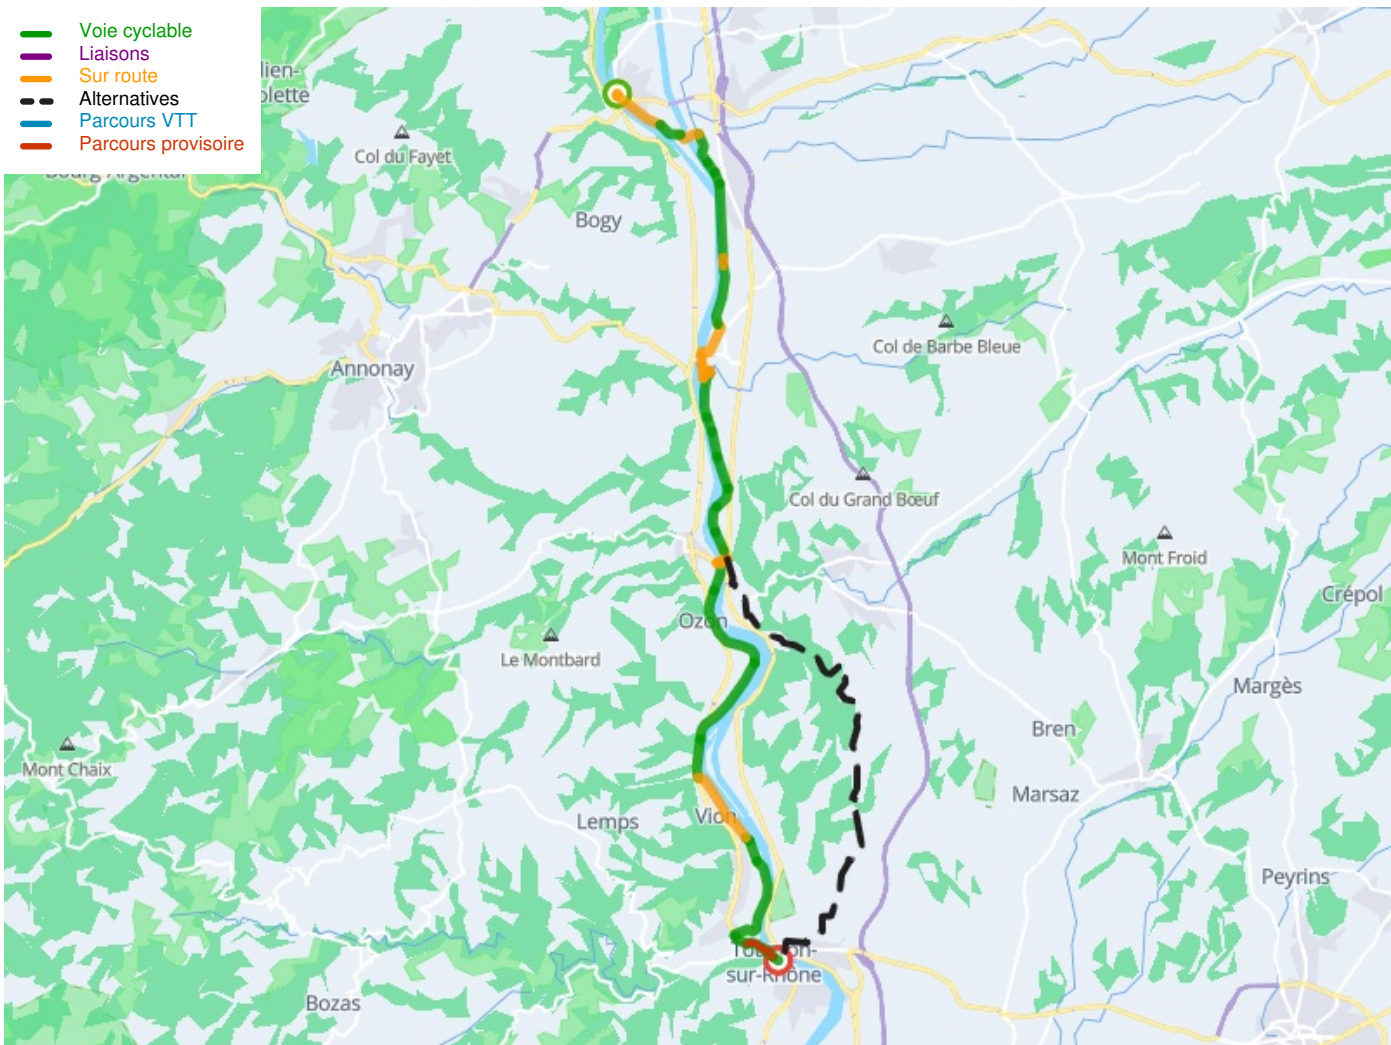 Voie cyclable
Liaisons
Sur route
Alternatives
Parcours VTT
Parcours provisoire
Col du Fayet
Bogy
Annonay
Col de Barbe Bleue
Col du Grand Bœuf
Mont Froid
Crépol
Ozon
Le Montbard
Margès
Bren
Mont Chaix
Marsaz
Lemps
Vion
Peyrins
sur-Rhône
Bozas